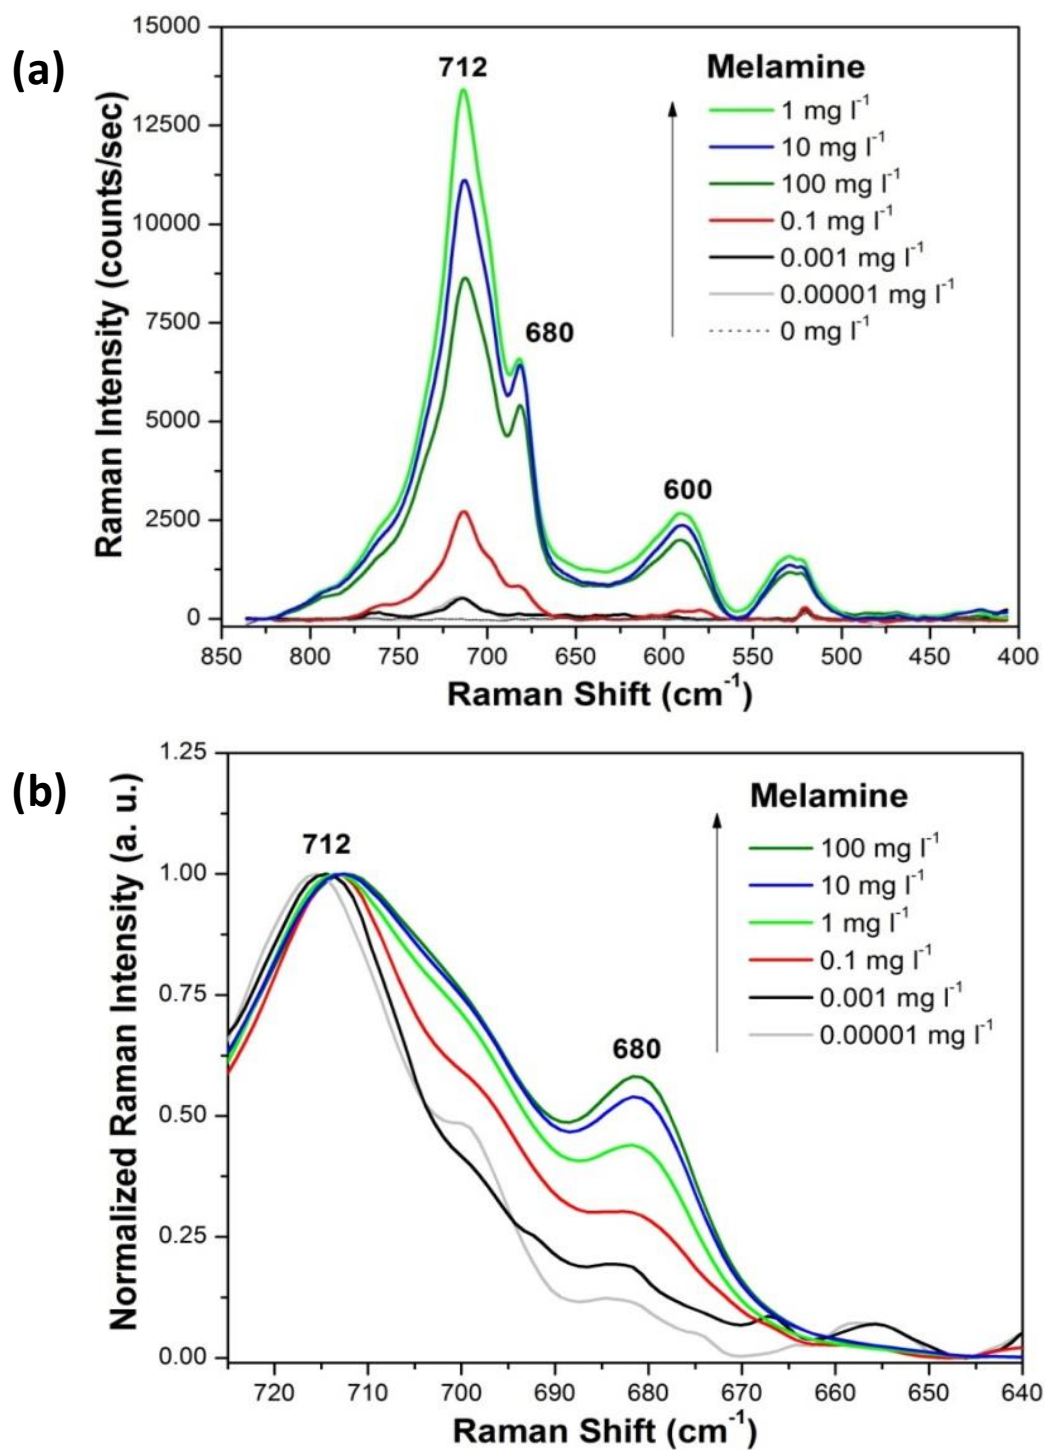 (a)
15000
12500
10000
7500
5000
2500
0
Raman Intensity (counts/sec)
712
680
600
Melamine
1 mg l⁻¹
10 mg l⁻¹
100 mg l⁻¹
0.1 mg l⁻¹
0.001 mg l⁻¹
0.00001 mg l⁻¹
0 mg l⁻¹
850 800 750 700 650 600 550 500 450 400
Raman Shift (cm⁻¹)
(b)
1.25
1.00
0.75
0.50
0.25
0.00
Normalized Raman Intensity (a. u.)
712
680
Melamine
100 mg l⁻¹
10 mg l⁻¹
1 mg l⁻¹
0.1 mg l⁻¹
0.001 mg l⁻¹
0.00001 mg l⁻¹
720 710 700 690 680 670 660 650 640
Raman Shift (cm⁻¹)